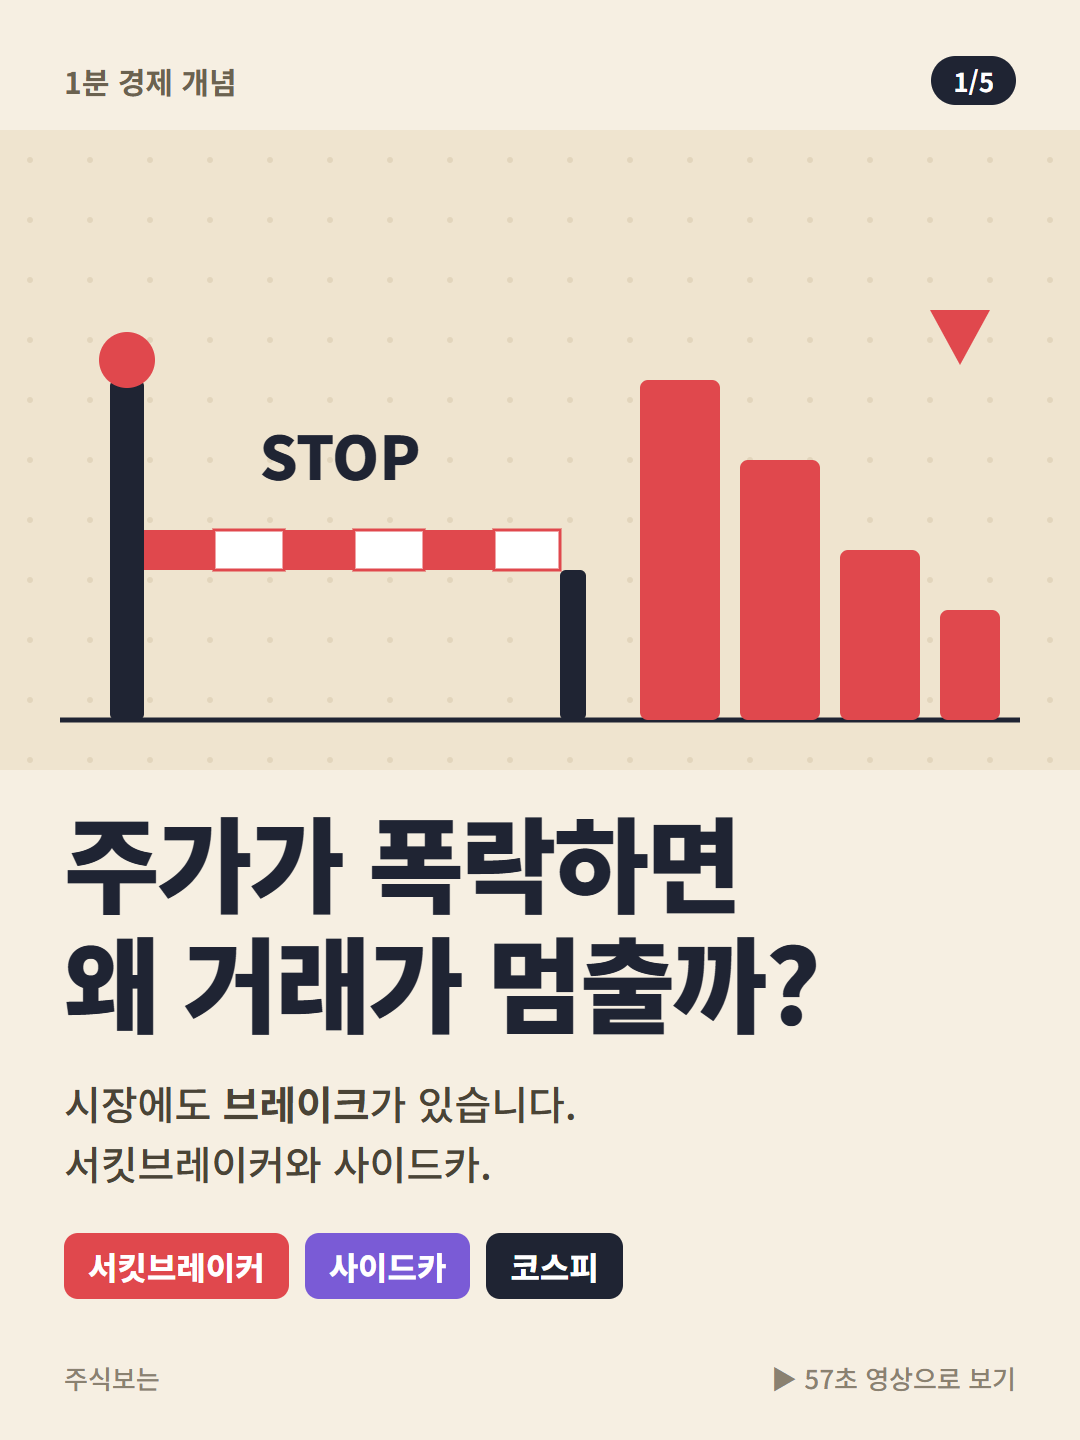 1분 경제 개념
1/5
STOP
주가가 폭락하면
왜 거래가 멈출까?
시장에도 브레이크가 있습니다.
서킷브레이커와 사이드카.
서킷브레이커 사이드카 코스피
주식보는
▶ 57초 영상으로 보기